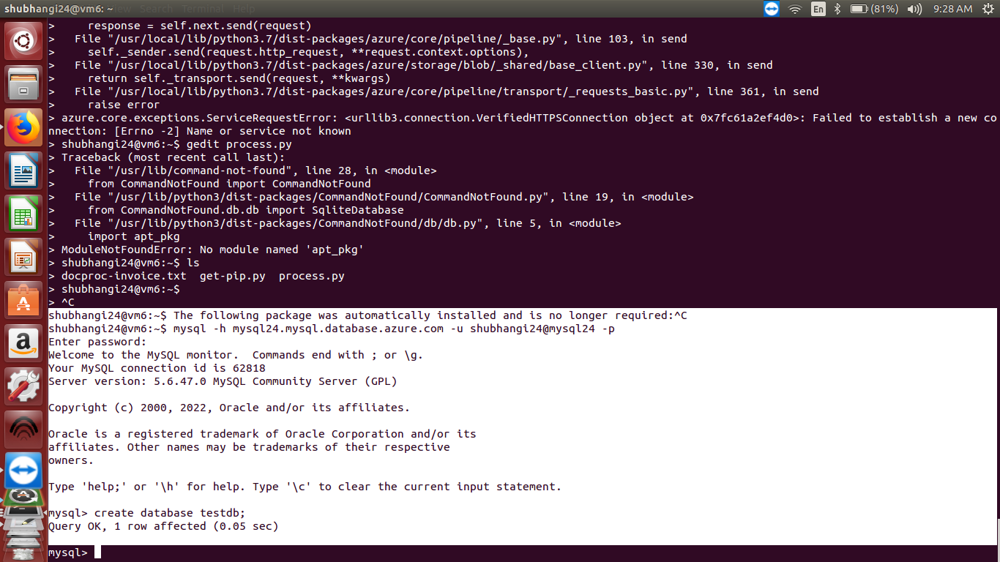 shubhangi24@vm6: ~
View Search Terminal Help
En
(81%)
9:28 AM
>     response = self.next.send(request)
>   File "/usr/local/lib/python3.7/dist-packages/azure/core/pipeline/_base.py", line 103, in send
>     self._sender.send(request.http_request, **request.context.options),
>   File "/usr/local/lib/python3.7/dist-packages/azure/storage/blob/_shared/base_client.py", line 330, in send
>     return self._transport.send(request, **kwargs)
>   File "/usr/local/lib/python3.7/dist-packages/azure/core/pipeline/transport/_requests_basic.py", line 361, in send
>     raise error
> azure.core.exceptions.ServiceRequestError: <urllib3.connection.VerifiedHTTPSConnection object at 0x7fc61a2ef4d0>: Failed to establish a new co
nnection: [Errno -2] Name or service not known
> shubhangi24@vm6:~$ gedit process.py
> Traceback (most recent call last):
>   File "/usr/lib/command-not-found", line 28, in <module>
>     from CommandNotFound import CommandNotFound
>   File "/usr/lib/python3/dist-packages/CommandNotFound/CommandNotFound.py", line 19, in <module>
>     from CommandNotFound.db.db import SqliteDatabase
>   File "/usr/lib/python3/dist-packages/CommandNotFound/db/db.py", line 5, in <module>
>     import apt_pkg
> ModuleNotFoundError: No module named 'apt_pkg'
> shubhangi24@vm6:~$ ls
> docproc-invoice.txt  get-pip.py  process.py
> shubhangi24@vm6:~$
> ^C
shubhangi24@vm6:~$ The following package was automatically installed and is no longer required:^C
shubhangi24@vm6:~$ mysql -h mysql24.mysql.database.azure.com -u shubhangi24@mysql24 -p
Enter password:
Welcome to the MySQL monitor.  Commands end with ; or \g.
Your MySQL connection id is 62818
Server version: 5.6.47.0 MySQL Community Server (GPL)
Copyright (c) 2000, 2022, Oracle and/or its affiliates.
Oracle is a registered trademark of Oracle Corporation and/or its
affiliates. Other names may be trademarks of their respective
owners.
Type 'help;' or '\h' for help. Type '\c' to clear the current input statement.
mysql> create database testdb;
Query OK, 1 row affected (0.05 sec)
mysql>